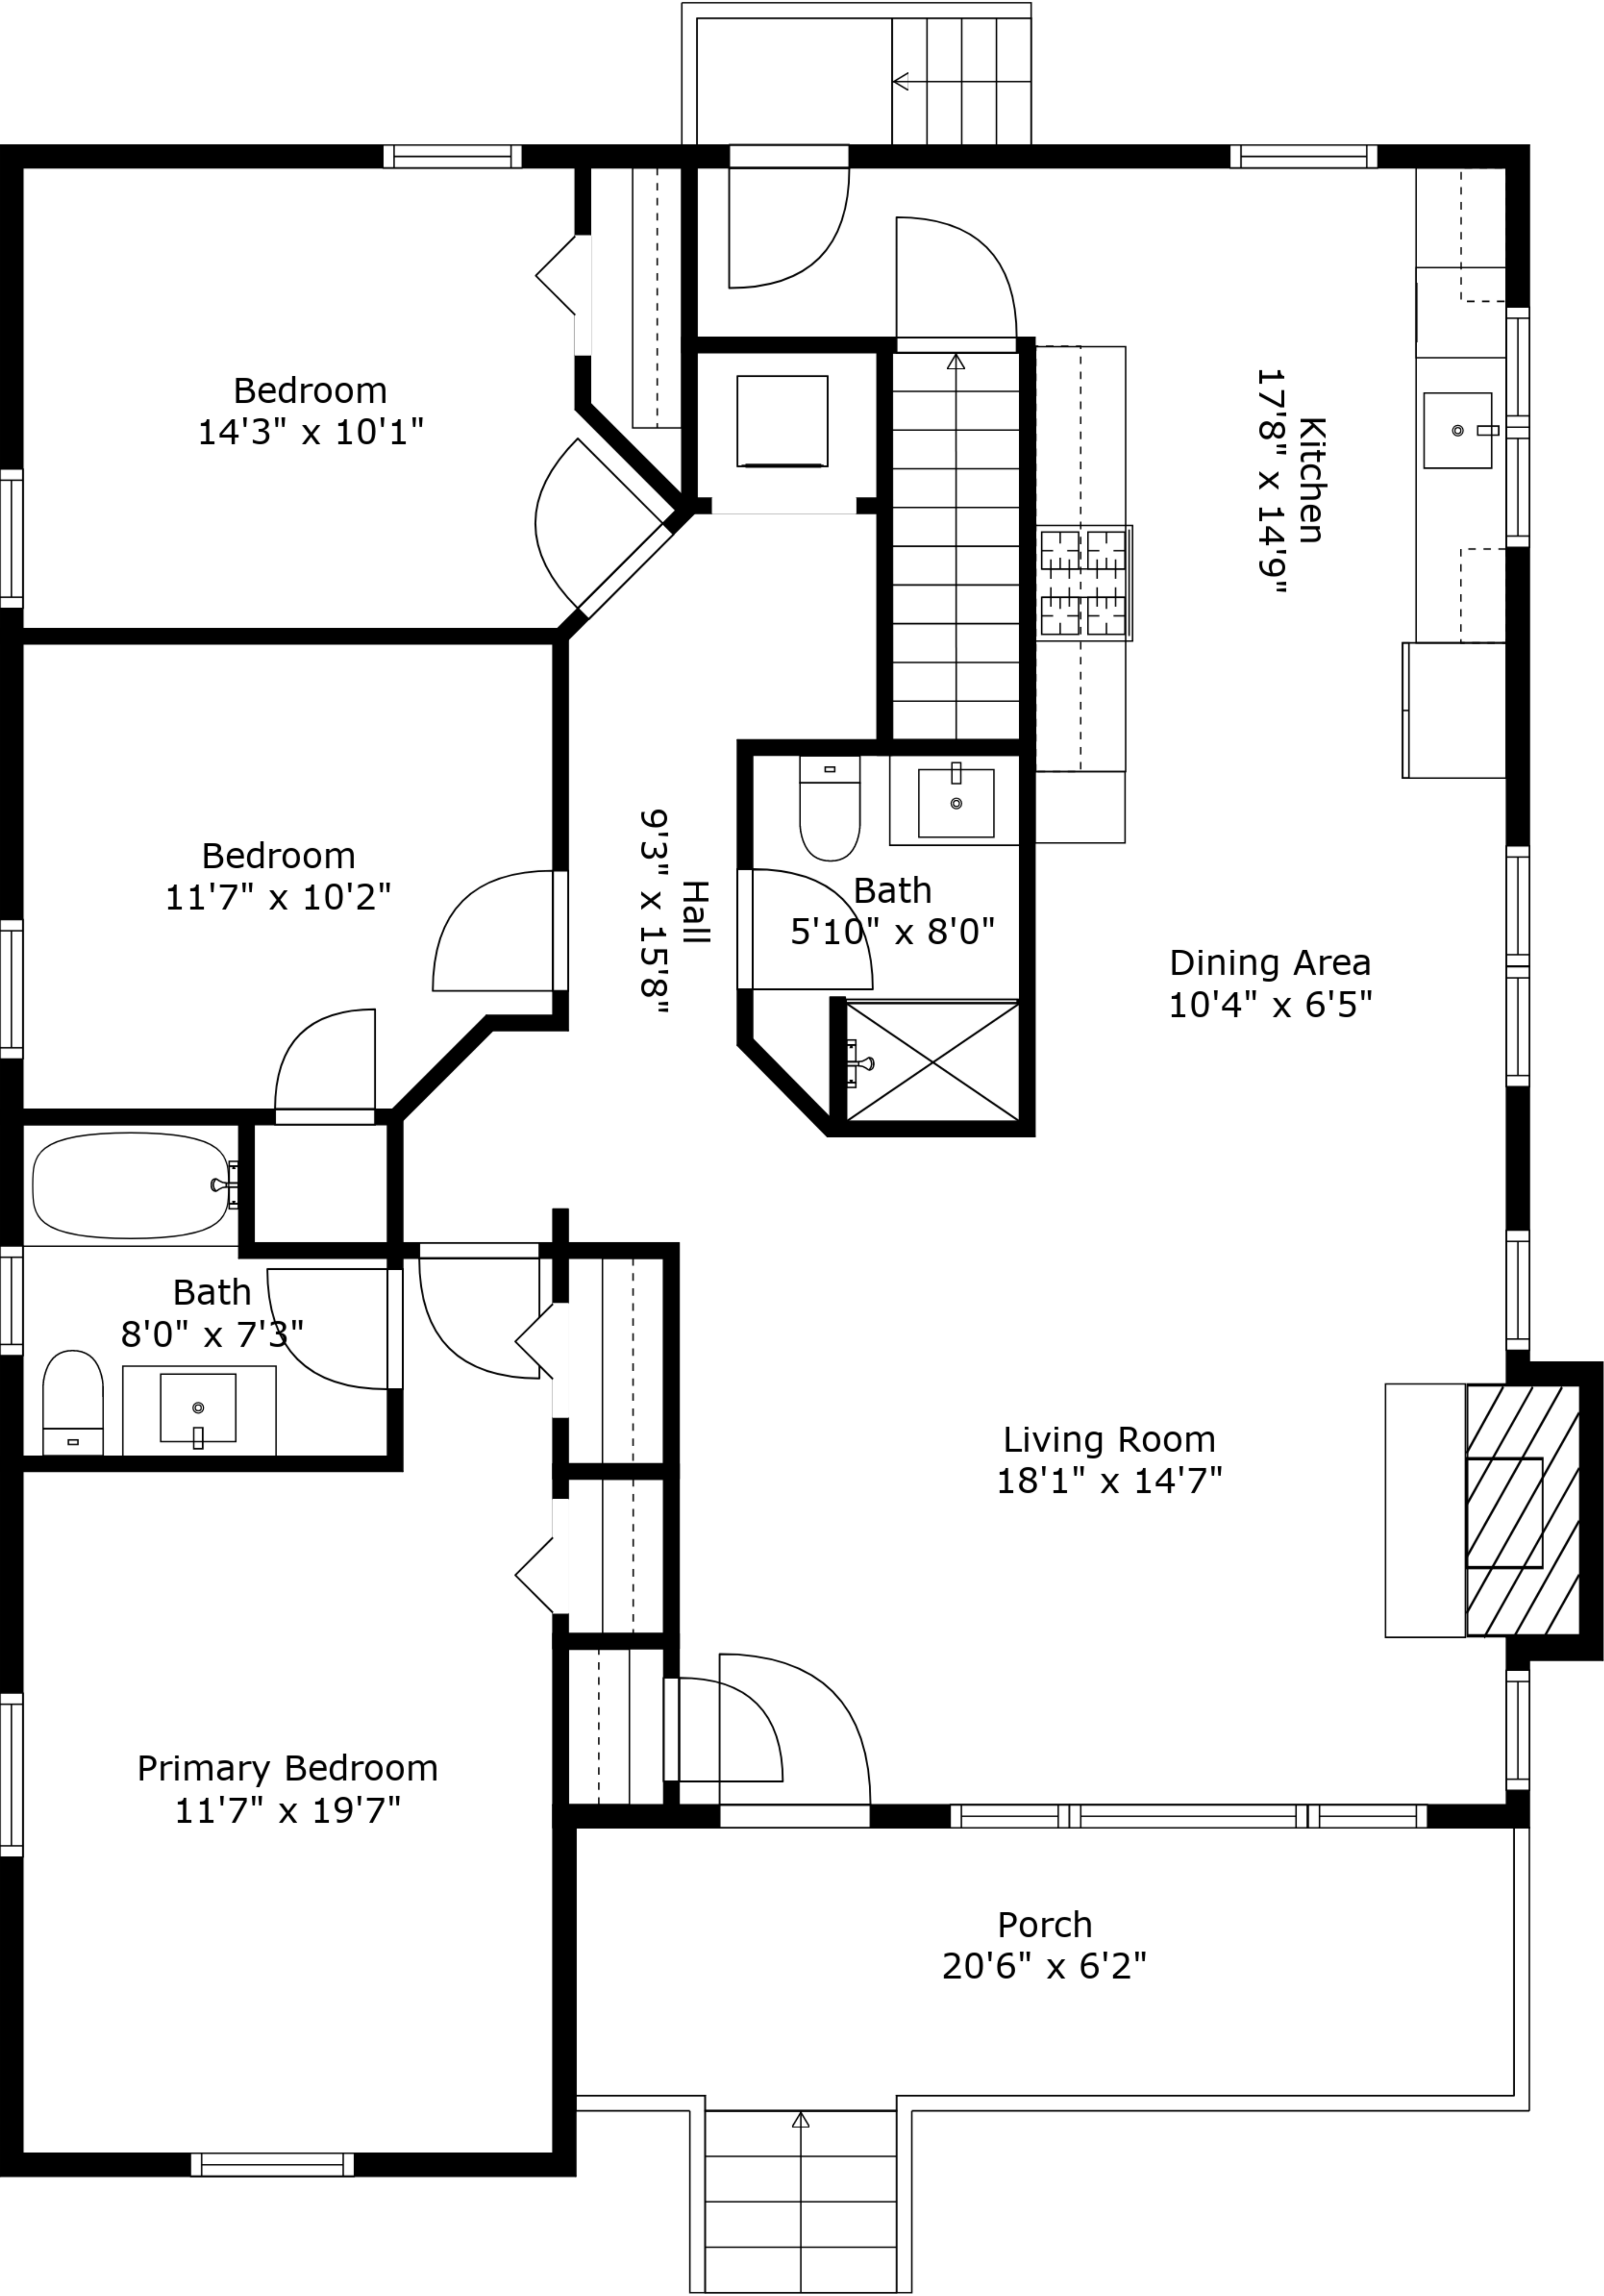 Bedroom
14'3" x 10'1"
Kitchen
17'8" x 14'9"
Bedroom
11'7" x 10'2"
Hall
9'3" x 15'8"
Bath
5'10" x 8'0"
Dining Area
10'4" x 6'5"
Bath
8'0" x 7'3"
Living Room
18'1" x 14'7"
Primary Bedroom
11'7" x 19'7"
Porch
20'6" x 6'2"